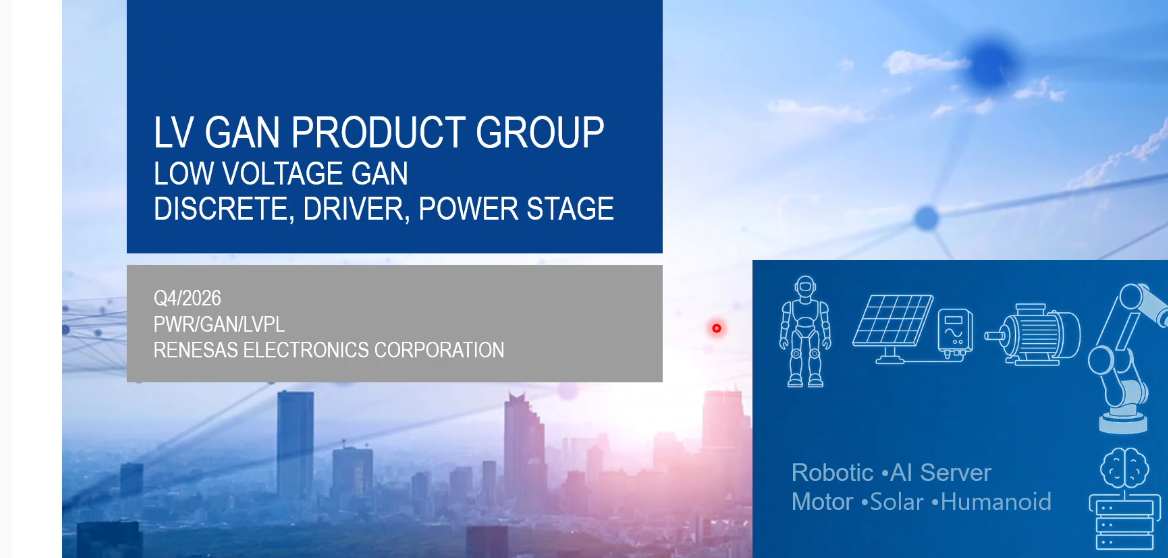 LV GAN PRODUCT GROUP
LOW VOLTAGE GAN
DISCRETE, DRIVER, POWER STAGE
Q4/2026
PWR/GAN/LVPL
RENESAS ELECTRONICS CORPORATION
Robotic •AI Server
Motor •Solar •Humanoid